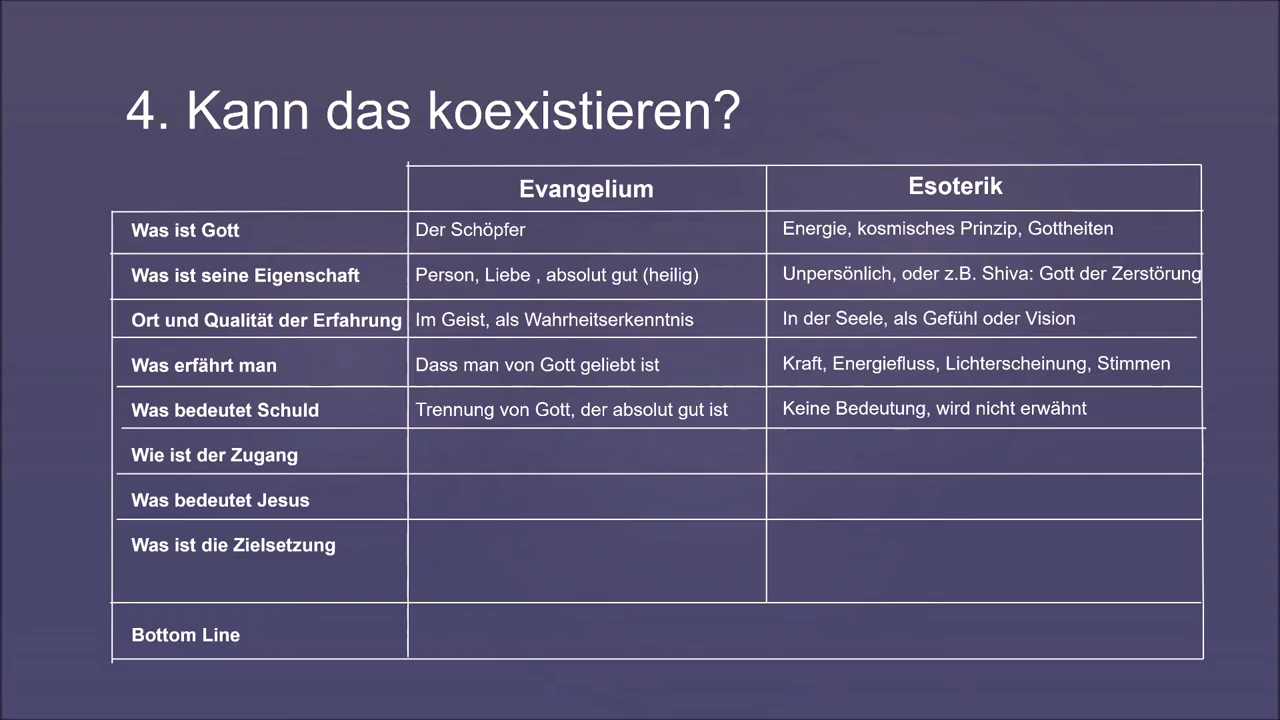 4. Kann das koexistieren?
Evangelium Esoterik
Was ist Gott Der Schöpfer Energie, kosmisches Prinzip, Gottheiten
Was ist seine Eigenschaft Person, Liebe , absolut gut (heilig) Unpersönlich, oder z.B. Shiva: Gott der Zerstörung
Ort und Qualität der Erfahrung Im Geist, als Wahrheitserkenntnis In der Seele, als Gefühl oder Vision
Was erfährt man Dass man von Gott geliebt ist Kraft, Energiefluss, Lichterscheinung, Stimmen
Was bedeutet Schuld Trennung von Gott, der absolut gut ist Keine Bedeutung, wird nicht erwähnt
Wie ist der Zugang
Was bedeutet Jesus
Was ist die Zielsetzung
Bottom Line